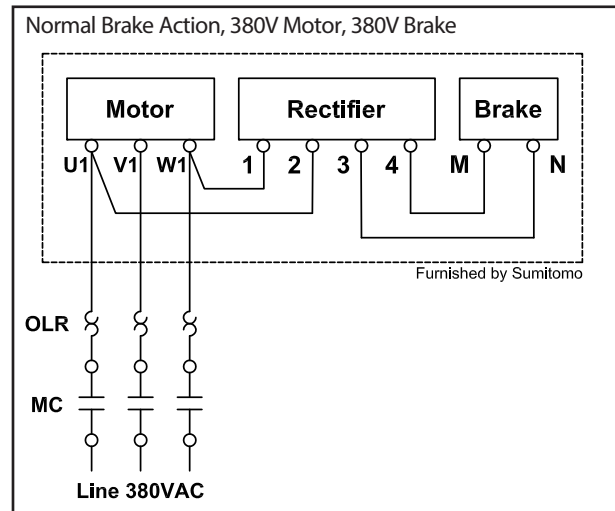 Normal Brake Action, 380V Motor, 380V Brake
Motor Rectifier Brake
U1 V1 W1 1 2 3 4 M N
Furnished by Sumitomo
OLR
MC
Line 380VAC